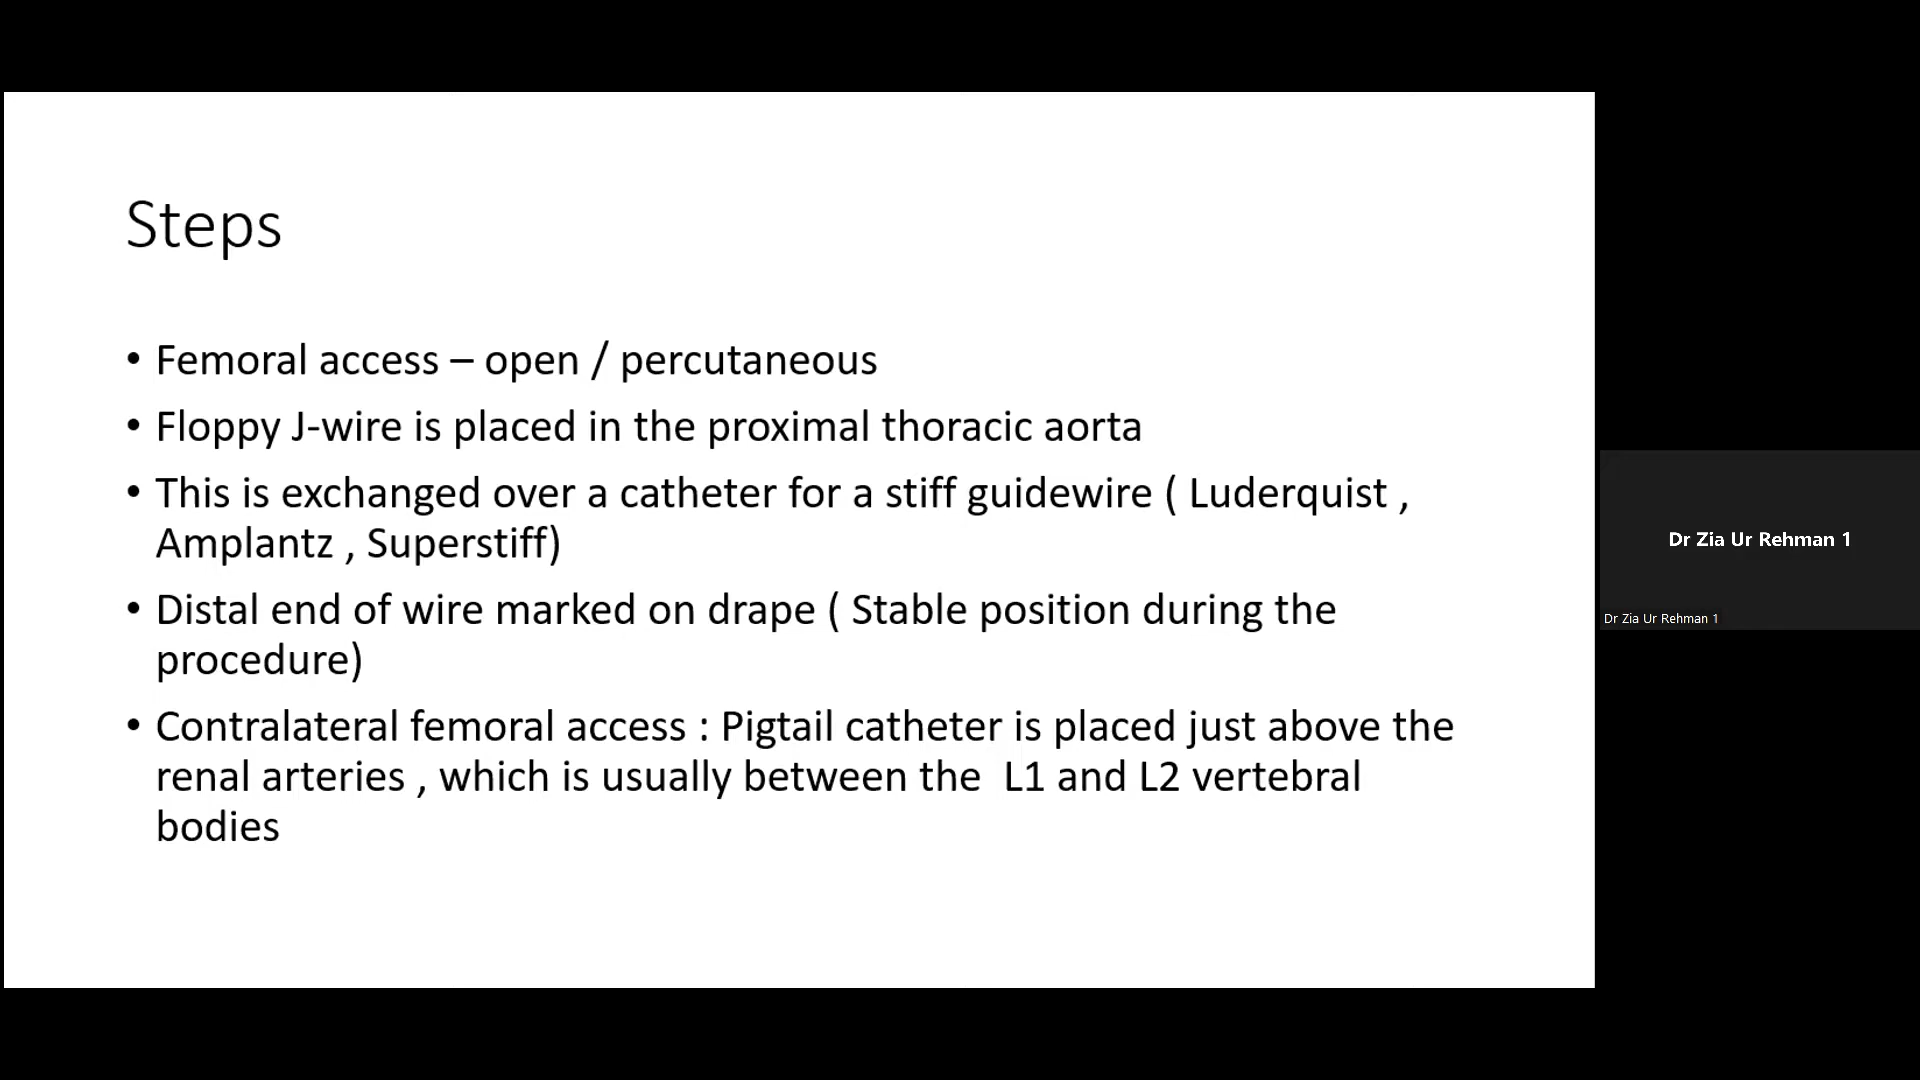 Steps
• Femoral access – open / percutaneous
• Floppy J-wire is placed in the proximal thoracic aorta
• This is exchanged over a catheter for a stiff guidewire ( Luderquist ,
Amplantz , Superstiff)
• Distal end of wire marked on drape ( Stable position during the
procedure)
• Contralateral femoral access : Pigtail catheter is placed just above the
renal arteries , which is usually between the  L1 and L2 vertebral
bodies
Dr Zia Ur Rehman 1
Dr Zia Ur Rehman 1